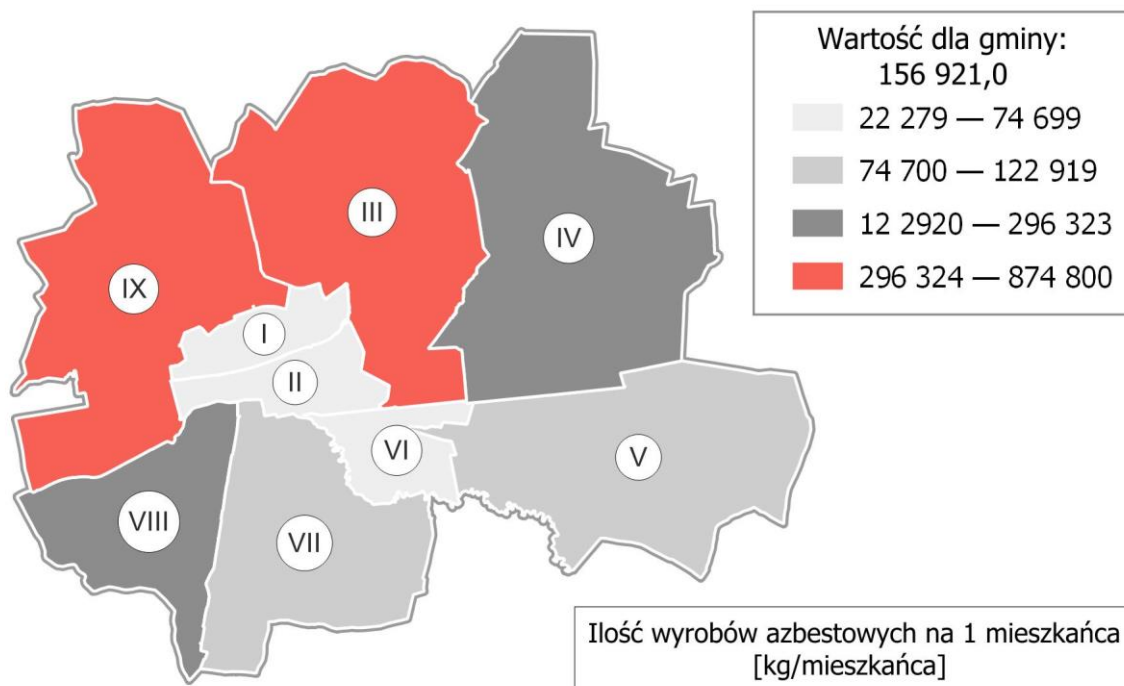 Wartość dla gminy:
156 921,0
22 279 — 74 699
74 700 — 122 919
12 2920 — 296 323
296 324 — 874 800
III
IV
IX
I
II
VI
V
VIII
VII
Ilość wyrobów azbestowych na 1 mieszkańca
[kg/mieszkańca]